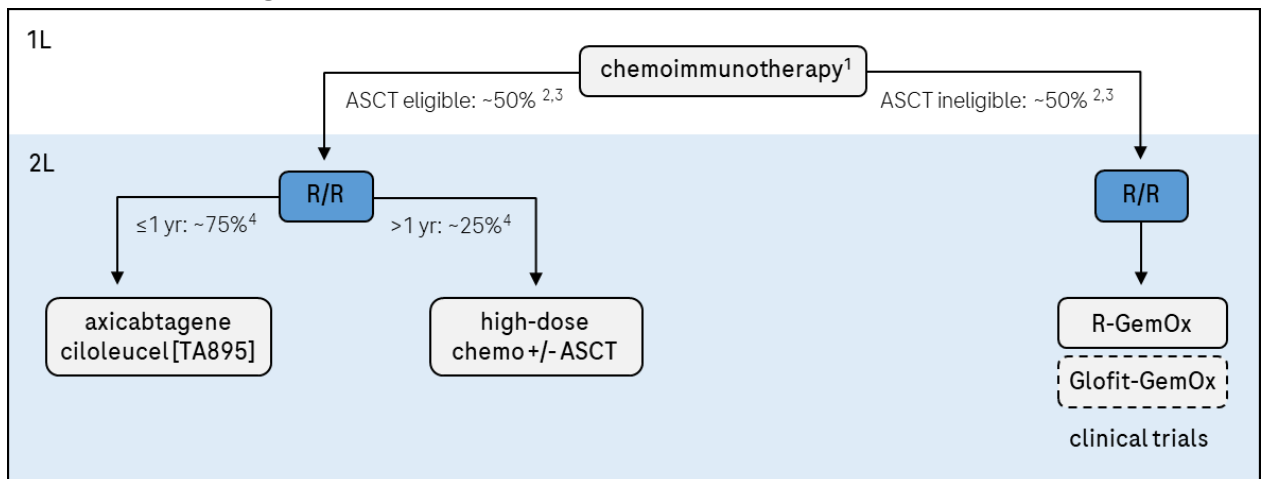 1L
chemoimmunotherapy¹
ASCT eligible: ~50% ²,³
ASCT ineligible: ~50% ²,³
2L
R/R
R/R
≤1 yr: ~75%⁴
>1 yr: ~25%⁴
axicabtagene
ciloleucel [TA895]
high-dose
chemo +/- ASCT
R-GemOx
Glofit-GemOx
clinical trials